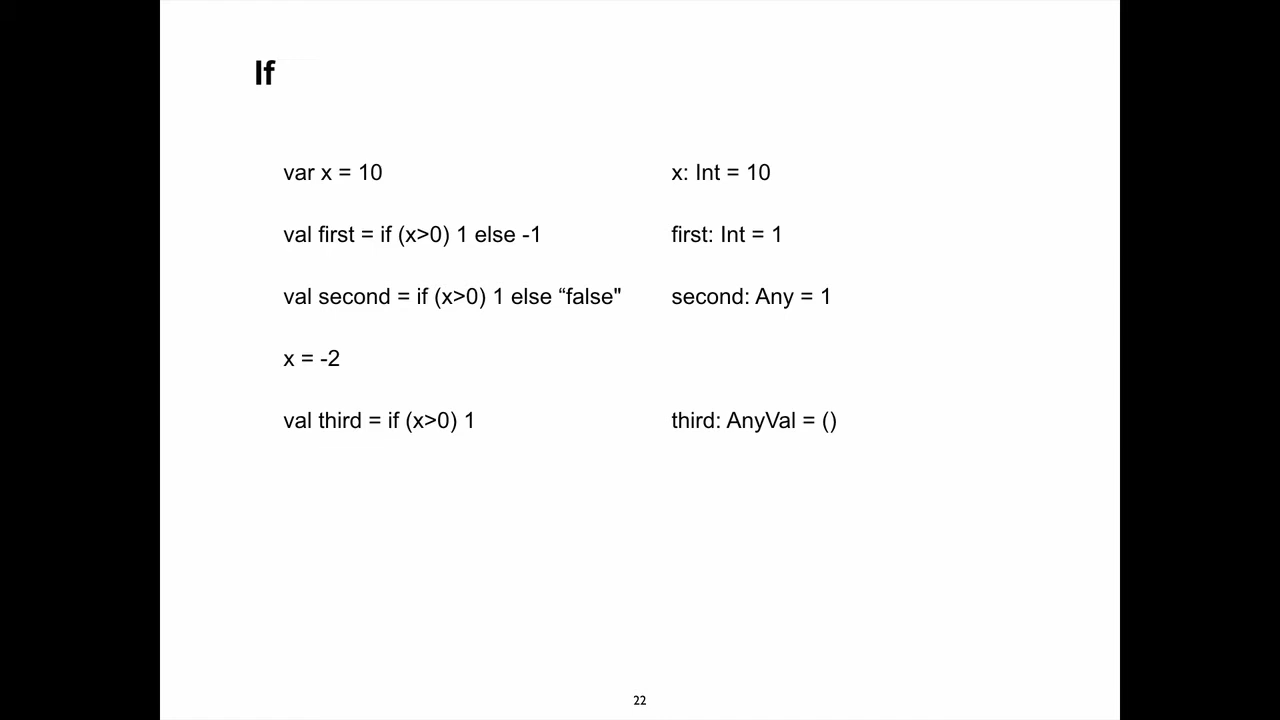 If
var x = 10 x: Int = 10
val first = if (x>0) 1 else -1 first: Int = 1
val second = if (x>0) 1 else “false" second: Any = 1
x = -2
val third = if (x>0) 1 third: AnyVal = ()
22